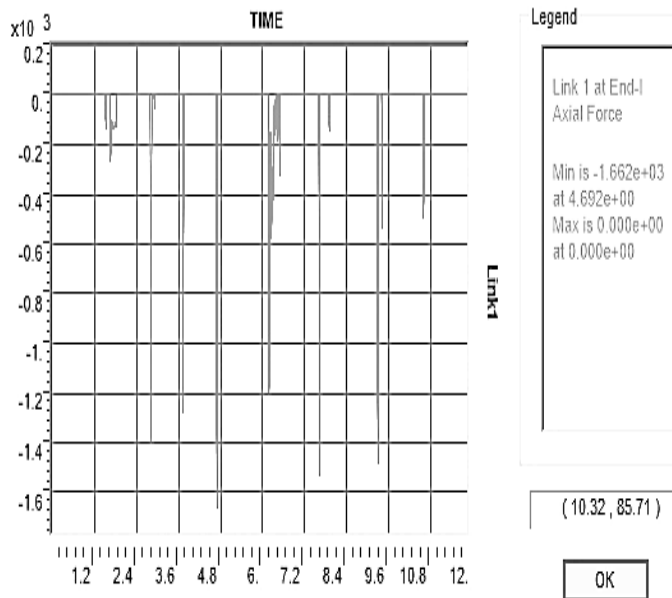 x10 3
TIME
Legend
0.2
0.
-0.2
-0.4
-0.6
-0.8
-1.
-1.2
-1.4
-1.6
Link1
Link 1 at End-I
Axial Force
Min is -1.662e+03
at 4.692e+00
Max is 0.000e+00
at 0.000e+00
( 10.32 , 85.71 )
1.2 2.4 3.6 4.8 6. 7.2 8.4 9.6 10.8 12.
OK